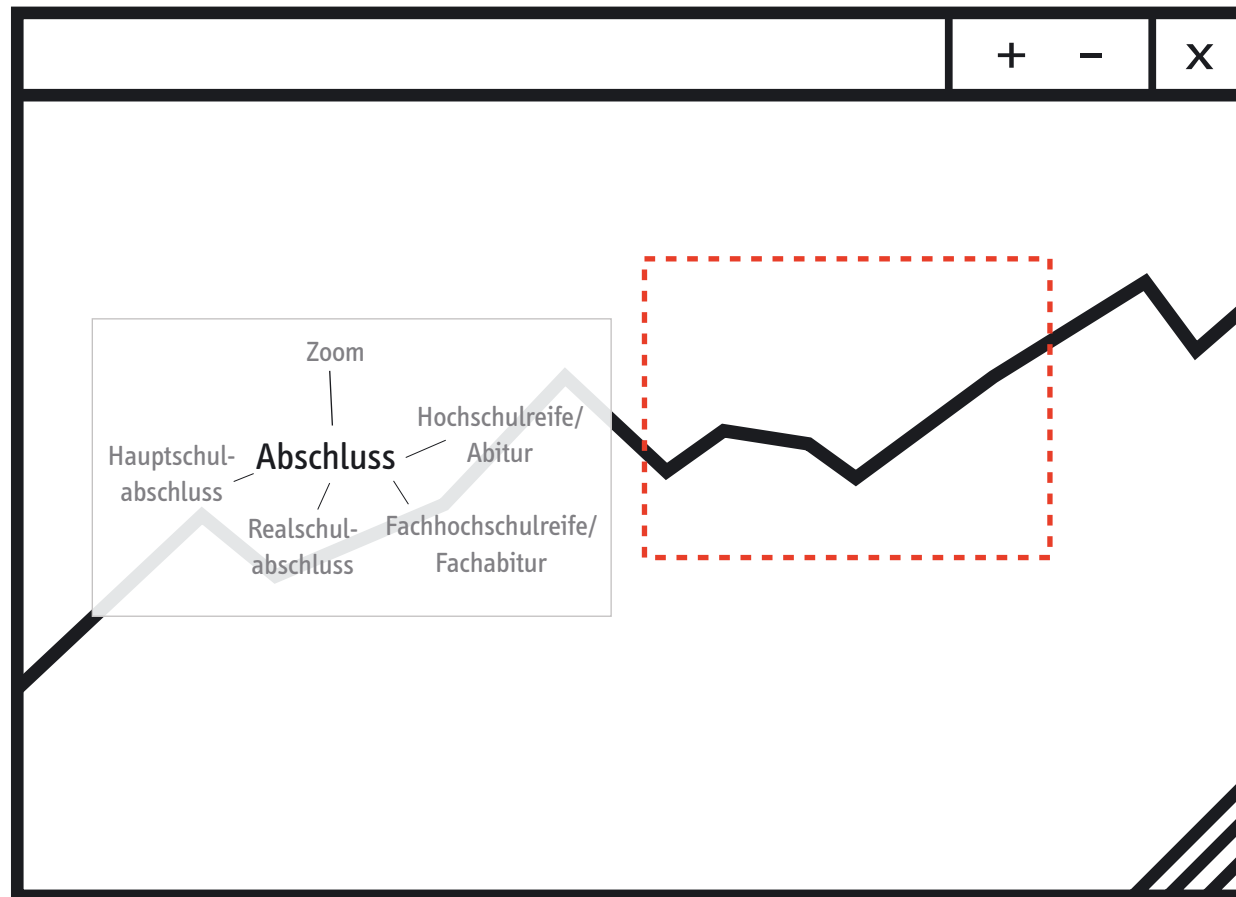 + - x
Zoom
Hochschulreife/
Abitur
Abschluss
Hauptschul-
abschluss
Realschul-
abschluss
Fachhochschulreife/
Fachabitur